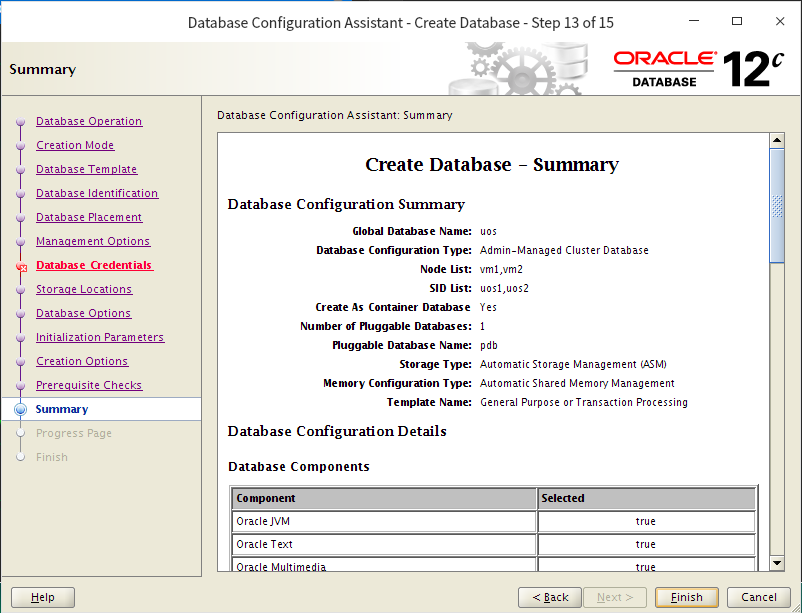 Database Configuration Assistant - Create Database - Step 13 of 15
Summary
ORACLE
DATABASE
12c
Database Operation
Creation Mode
Database Template
Database Identification
Database Placement
Management Options
Database Credentials
Storage Locations
Database Options
Initialization Parameters
Creation Options
Prerequisite Checks
Summary
Progress Page
Finish
Database Configuration Assistant: Summary
Create Database - Summary
Database Configuration Summary
Global Database Name: uos
Database Configuration Type: Admin-Managed Cluster Database
Node List: vm1,vm2
SID List: uos1,uos2
Create As Container Database Yes
Number of Pluggable Databases: 1
Pluggable Database Name: pdb
Storage Type: Automatic Storage Management (ASM)
Memory Configuration Type: Automatic Shared Memory Management
Template Name: General Purpose or Transaction Processing
Database Configuration Details
Database Components
Component Selected
Oracle JVM true
Oracle Text true
Oracle Multimedia true
Help < Back Next > Finish Cancel